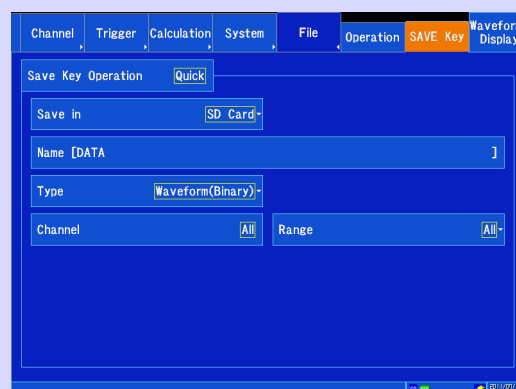 Channel Trigger Calculation System File Operation SAVE Key Waveform Display
Save Key Operation Quick
Save in SD Card
Name [DATA ]
Type Waveform(Binary)
Channel All Range All